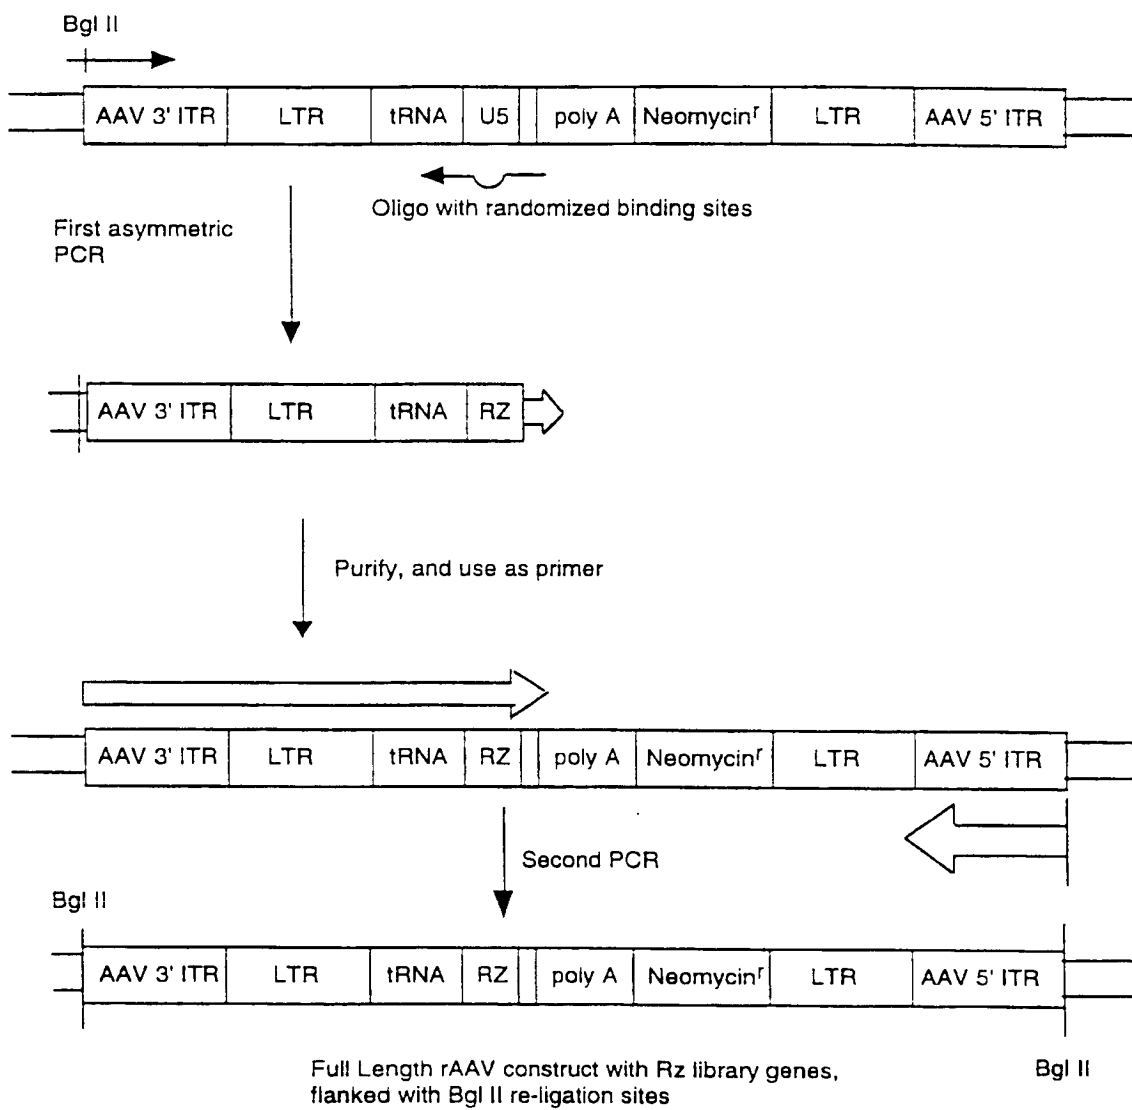 Bgl II
AAV 3' ITR LTR tRNA U5 poly A Neomycinʳ LTR AAV 5' ITR
Oligo with randomized binding sites
First asymmetric
PCR
AAV 3' ITR LTR tRNA RZ
Purify, and use as primer
AAV 3' ITR LTR tRNA RZ poly A Neomycinʳ LTR AAV 5' ITR
Second PCR
Bgl II
AAV 3' ITR LTR tRNA RZ poly A Neomycinʳ LTR AAV 5' ITR
Full Length rAAV construct with Rz library genes,
flanked with Bgl II re-ligation sites
Bgl II